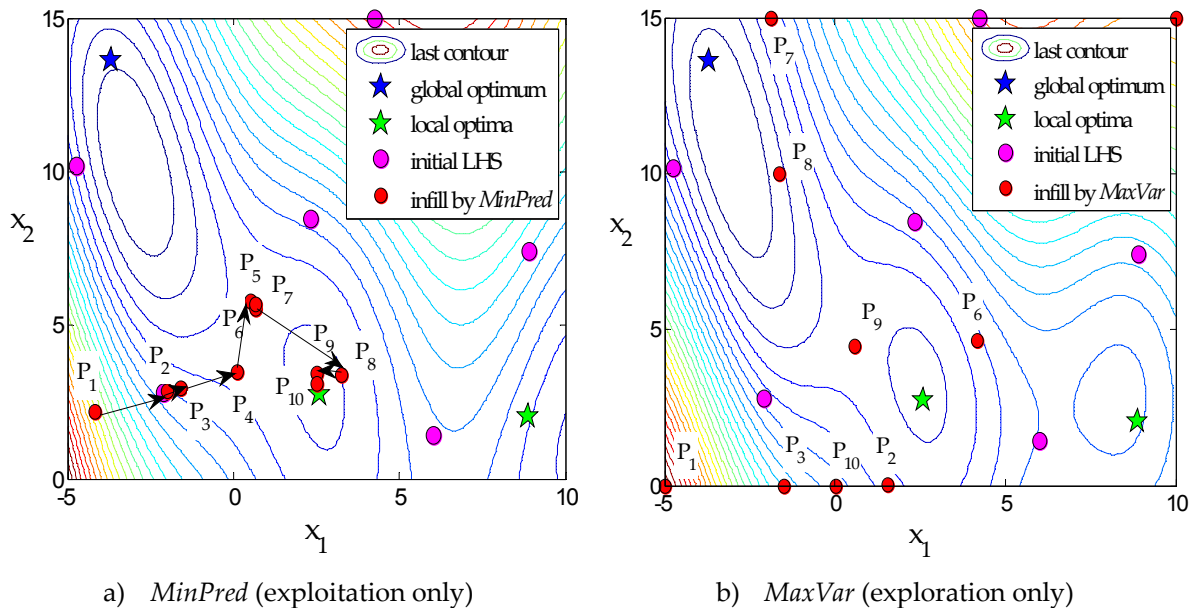 15
10
5
0
-5
0
5
10
x2
x1
last contour
global optimum
local optima
initial LHS
infill by MinPred
P5
P7
P6
P9
P8
P2
P1
P10
P3
P4
a) MinPred (exploitation only)
15
10
5
0
-5
0
5
10
x2
x1
last contour
global optimum
local optima
initial LHS
infill by MaxVar
P7
P8
P9
P6
P1
P3
P10
P2
b) MaxVar (exploration only)